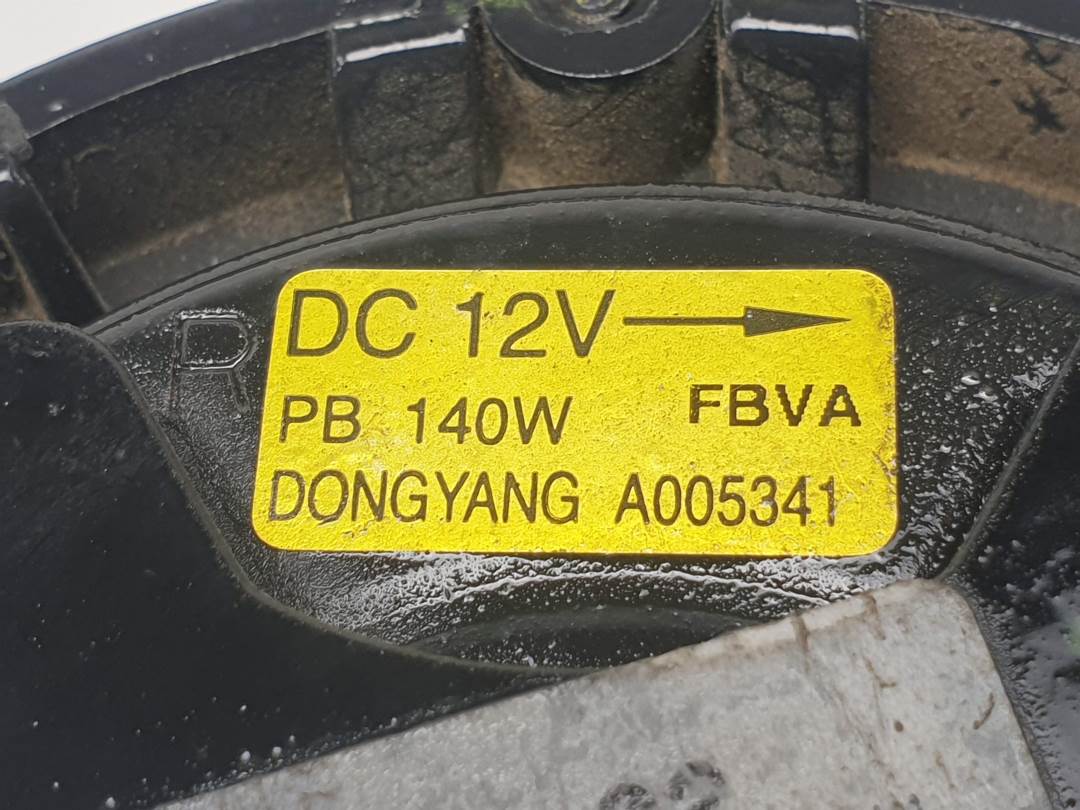 DC 12V
R
PB 140W FBVA
DONGYANG A005341